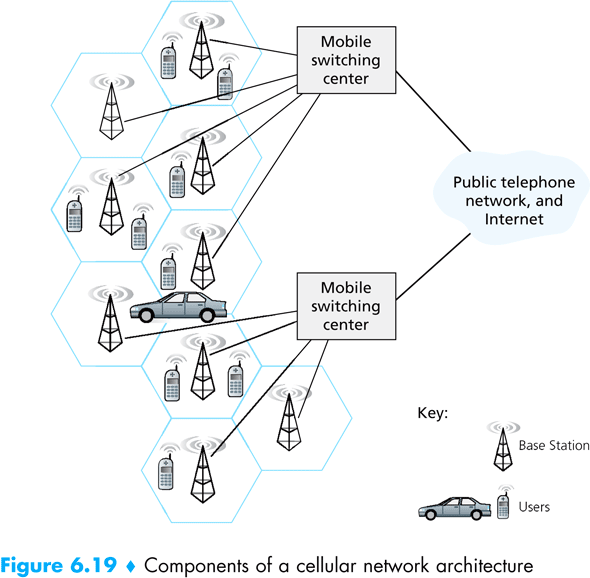 Mobile
switching
center
Public telephone
network, and
Internet
Mobile
switching
center
Key:
Base Station
Users
Figure 6.19 ♦ Components of a cellular network architecture